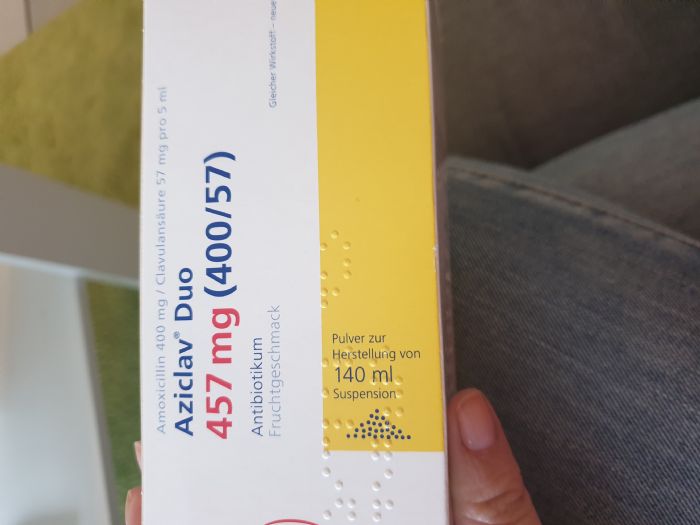 Amoxicillin 400 mg / Clavulansäure 57 mg pro 5 ml
Aziclav® Duo
457 mg (400/57)
Antibiotikum
Fruchtgeschmack
Gleicher Wirkstoff – neue
Pulver zur
Herstellung von
140 ml
Suspension